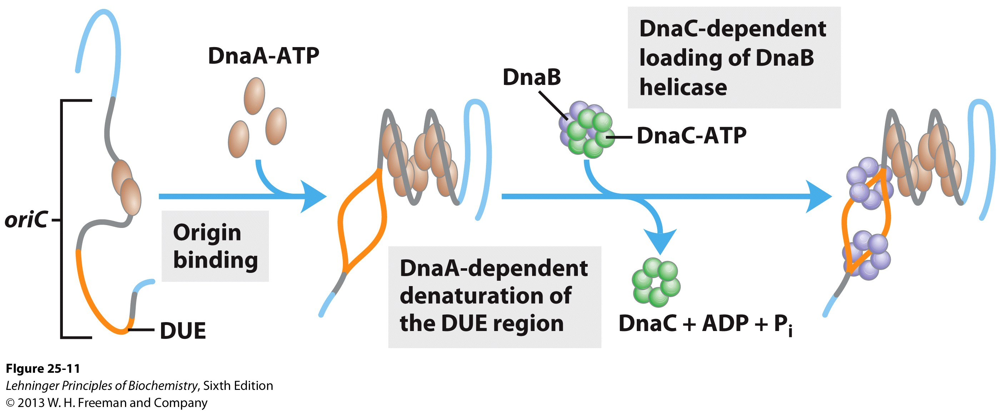 DnaA-ATP
DnaB
DnaC-dependent
loading of DnaB
helicase
DnaC-ATP
oriC
Origin
binding
DnaA-dependent
denaturation of
the DUE region
DUE
DnaC + ADP + Pi
FIgure 25-11
Lehninger Principles of Biochemistry, Sixth Edition
© 2013 W. H. Freeman and Company